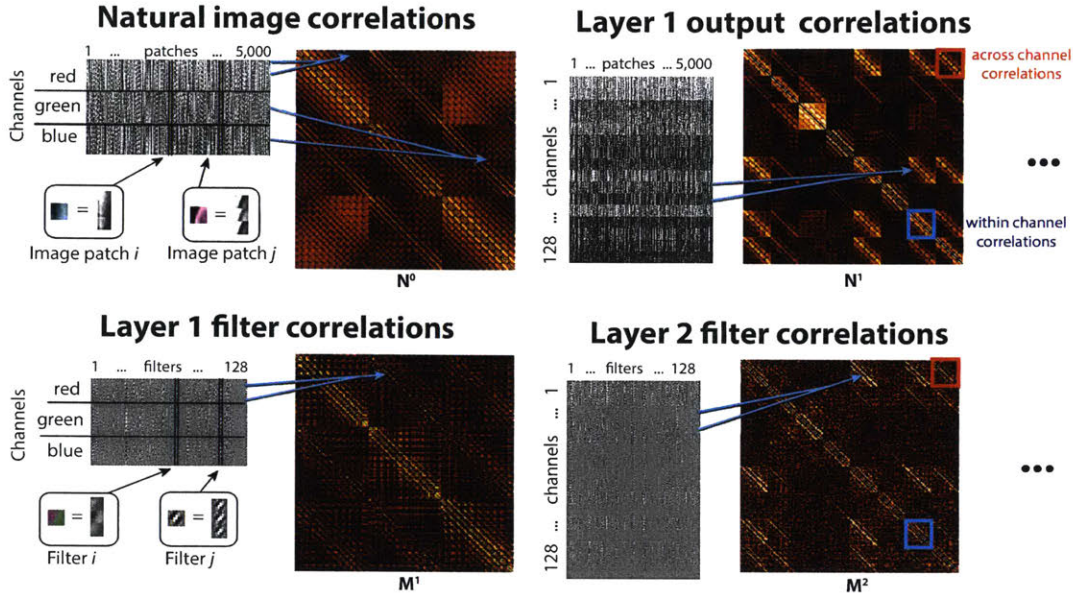 Natural image correlations
1 ... patches ... 5,000
Channels
red
green
blue
=
Image patch i
=
Image patch j
N⁰
Layer 1 output correlations
1 ... patches ... 5,000
128 ... channels ... 1
across channel
correlations
within channel
correlations
N¹
•••
Layer 1 filter correlations
1 ... filters ... 128
Channels
red
green
blue
=
Filter i
=
Filter j
M¹
Layer 2 filter correlations
1 ... filters ... 128
128 ... channels ... 1
M²
•••